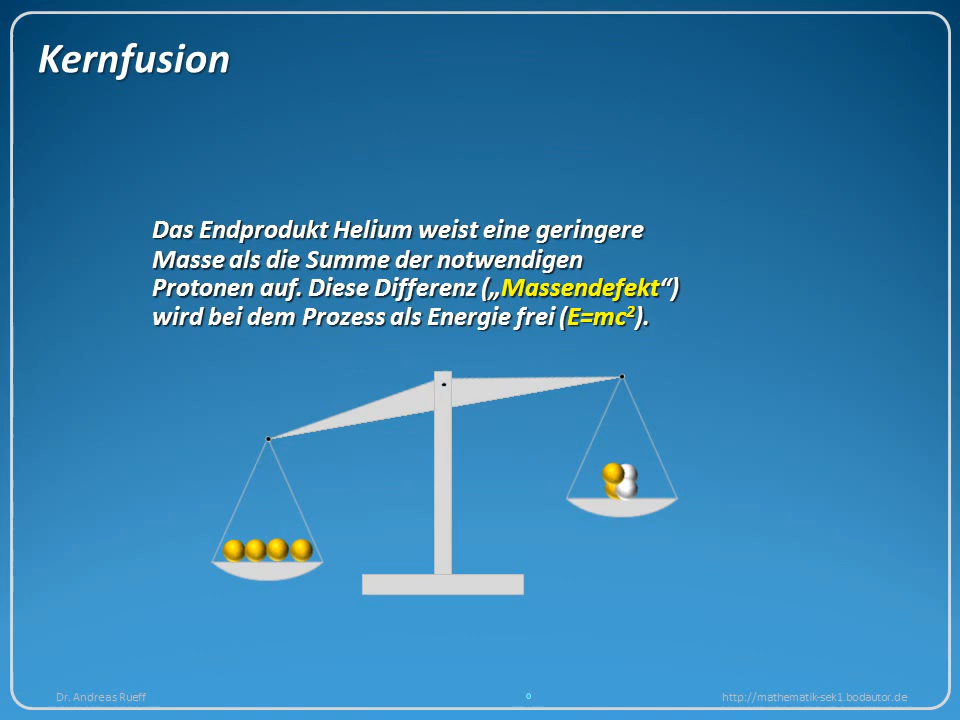 Kernfusion
Das Endprodukt Helium weist eine geringere
Masse als die Summe der notwendigen
Protonen auf. Diese Differenz („Massendefekt“)
wird bei dem Prozess als Energie frei (E=mc²).
Dr. Andreas Rueff
0
http://mathematik-sek1.bodautor.de